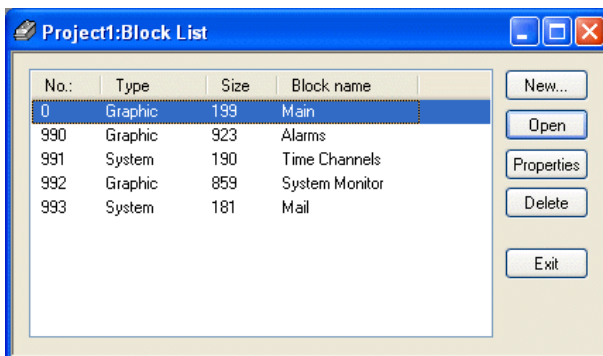 Project1:Block List
No.: Type Size Block name
0 Graphic 199 Main
990 Graphic 923 Alarms
991 System 190 Time Channels
992 Graphic 859 System Monitor
993 System 181 Mail
New...
Open
Properties
Delete
Exit